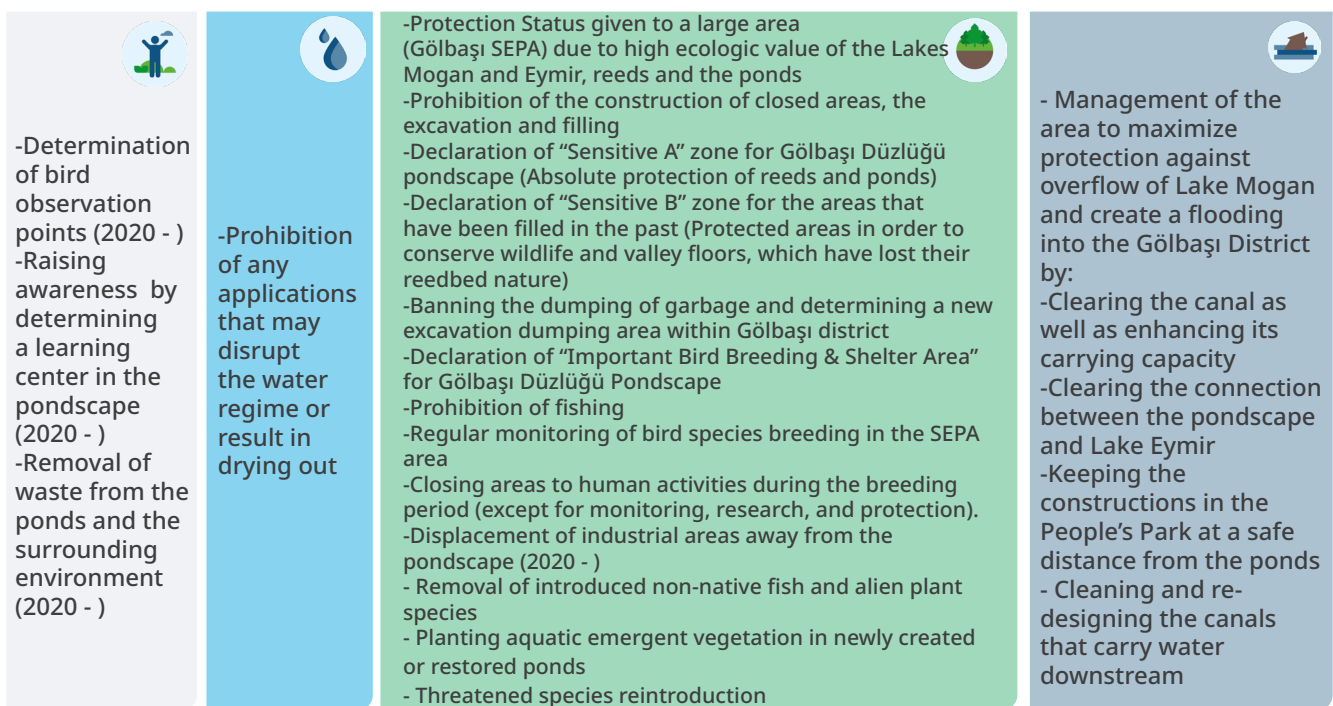 -Determination
of bird
observation
points (2020 - )
-Raising
awareness by
determining
a learning
center in the
pondscape
(2020 - )
-Removal of
waste from the
ponds and the
surrounding
environment
(2020 - )
-Prohibition
of any
applications
that may
disrupt
the water
regime or
result in
drying out
-Protection Status given to a large area
(Gölbaşı SEPA) due to high ecologic value of the Lakes
Mogan and Eymir, reeds and the ponds
-Prohibition of the construction of closed areas, the
excavation and filling
-Declaration of “Sensitive A” zone for Gölbaşı Düzlüğü
pondscape (Absolute protection of reeds and ponds)
-Declaration of “Sensitive B” zone for the areas that
have been filled in the past (Protected areas in order to
conserve wildlife and valley floors, which have lost their
reedbed nature)
-Banning the dumping of garbage and determining a new
excavation dumping area within Gölbaşı district
-Declaration of “Important Bird Breeding & Shelter Area”
for Gölbaşı Düzlüğü Pondscape
-Prohibition of fishing
-Regular monitoring of bird species breeding in the SEPA
area
-Closing areas to human activities during the breeding
period (except for monitoring, research, and protection).
-Displacement of industrial areas away from the
pondscape (2020 - )
- Removal of introduced non-native fish and alien plant
species
- Planting aquatic emergent vegetation in newly created
or restored ponds
- Threatened species reintroduction
- Management of the
area to maximize
protection against
overflow of Lake Mogan
and create a flooding
into the Gölbaşı District
by:
-Clearing the canal as
well as enhancing its
carrying capacity
-Clearing the connection
between the pondscape
and Lake Eymir
-Keeping the
constructions in the
People’s Park at a safe
distance from the ponds
- Cleaning and re-
designing the canals
that carry water
downstream